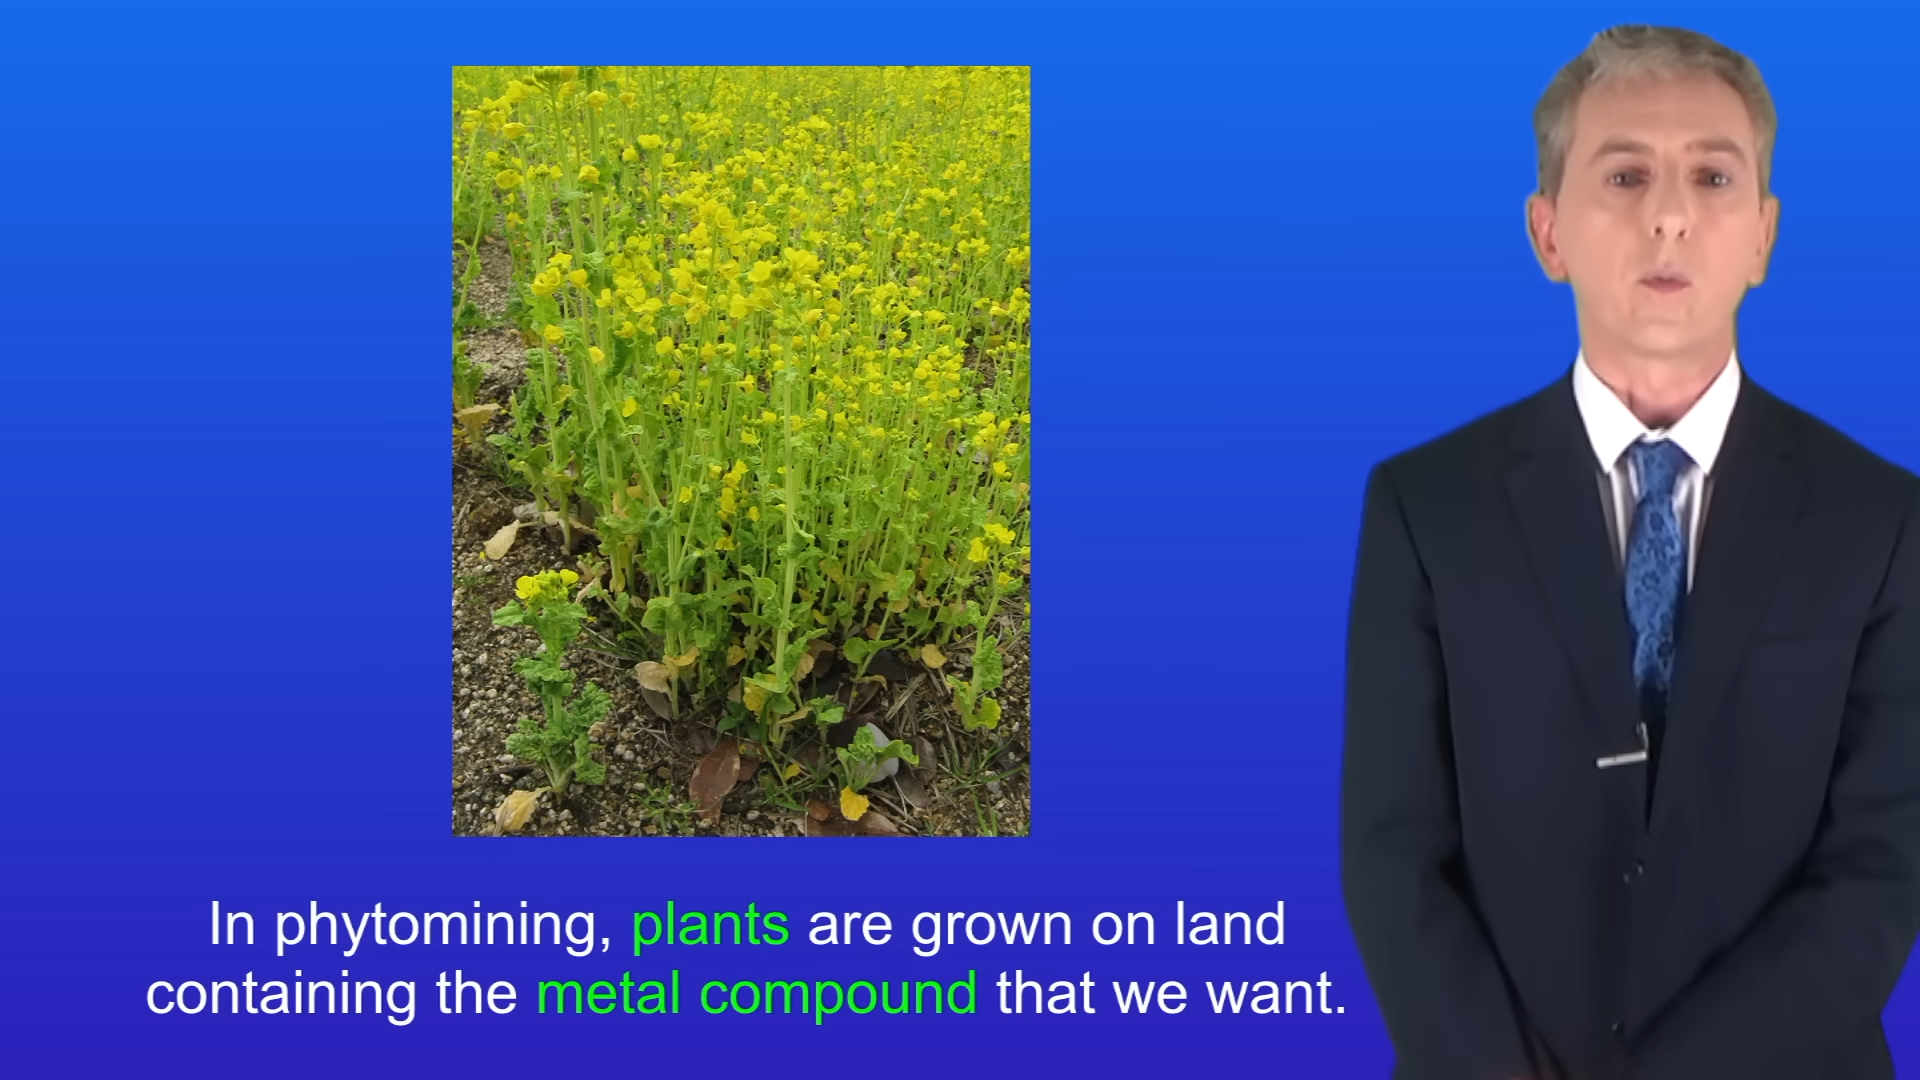 In phytomining, plants are grown on land
containing the metal compound that we want.